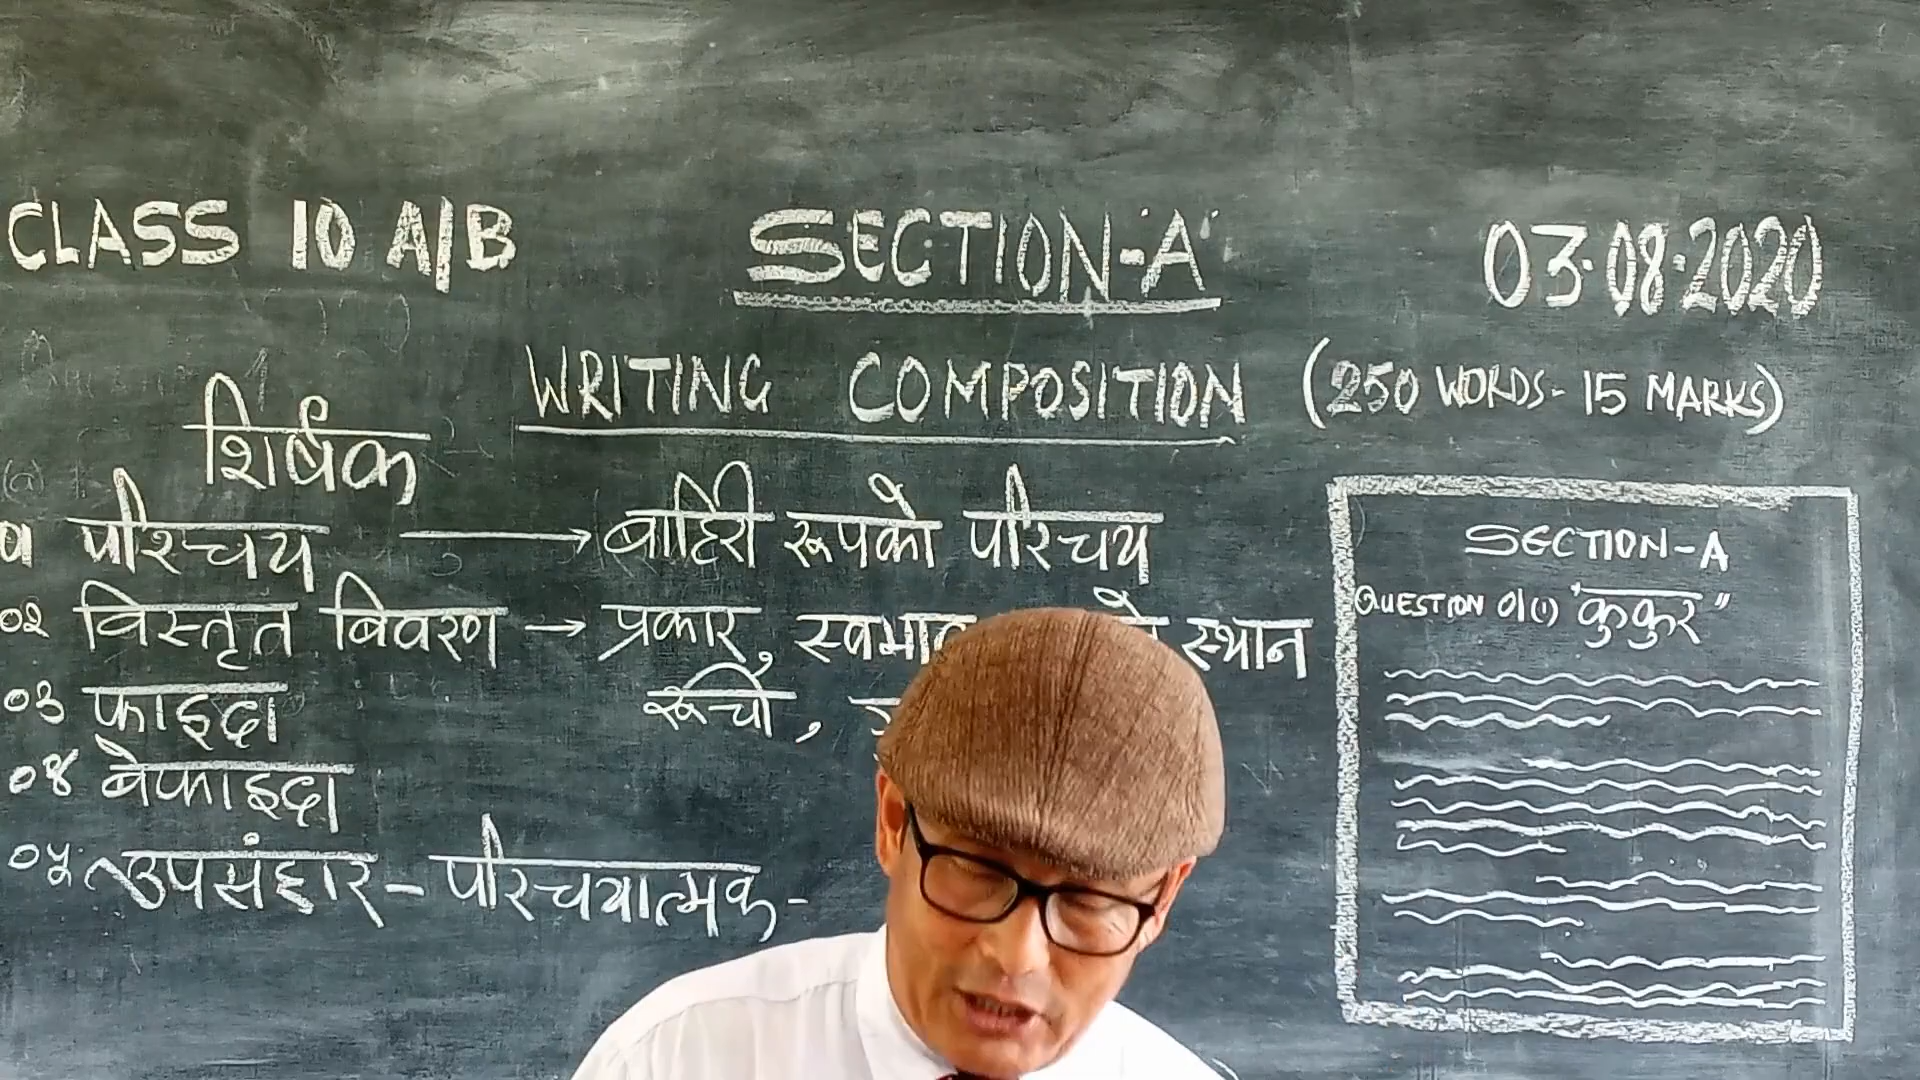 CLASS 10 A/B
SECTION-A
03.08.2020
WRITING COMPOSITION (250 WORDS - 15 MARKS)
शिर्षक
०१ परिचय → बाहिरी रूपको परिचय
०२ विस्तृत बिवरण → प्रकार, स्थान
रूची,
०३ फाइदा
०४ बेफाइदा
०५ उपसंहार - परिचयात्मक -
SECTION-A
QUESTION 01(1) "कुकुर"